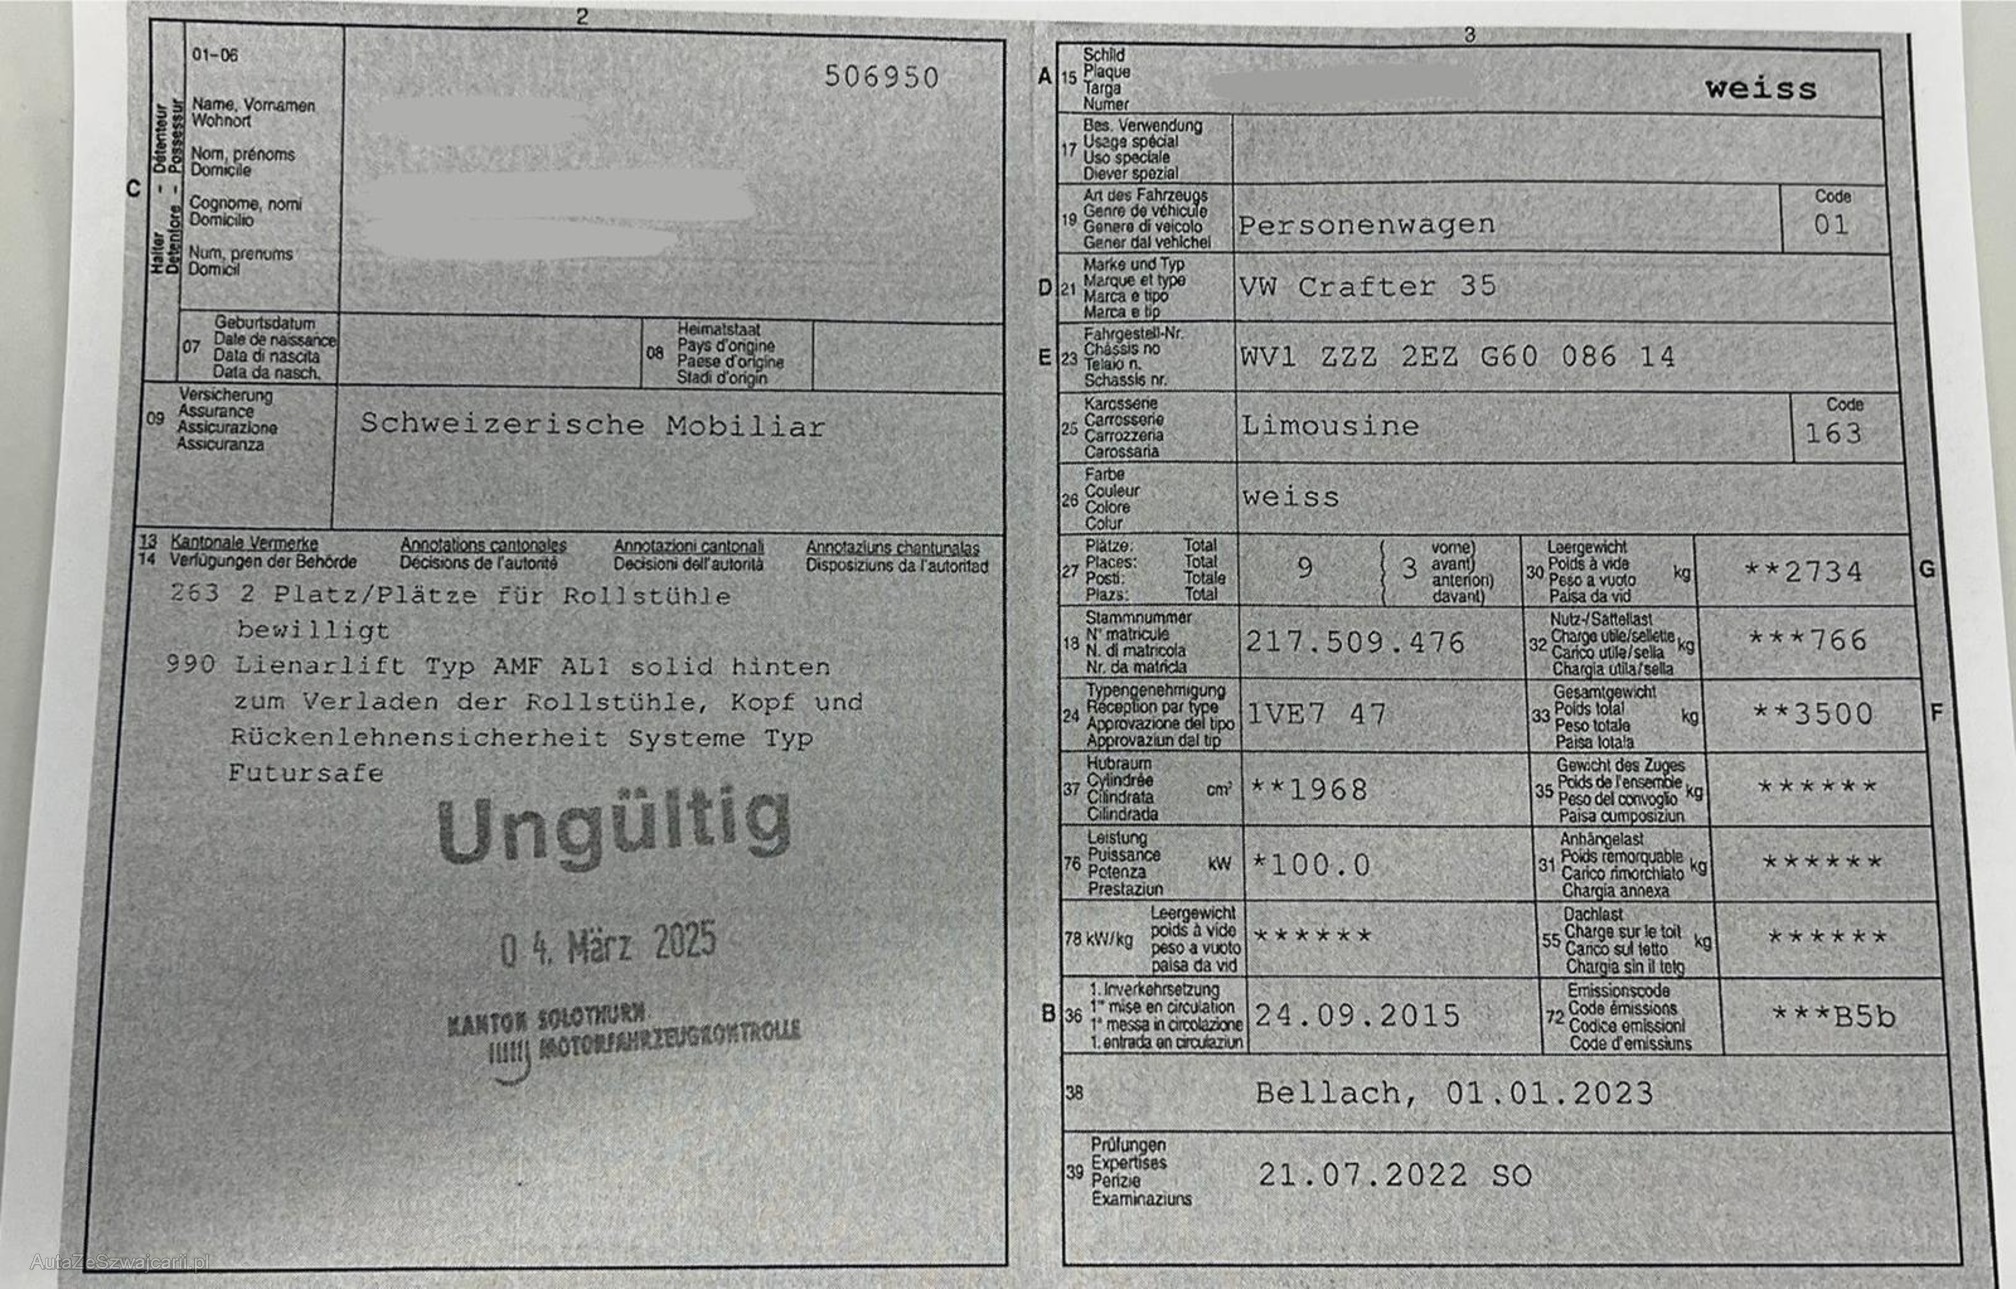 2
01-06
506950
C
Halter - Détenteur
Detentore - Possessur
Name, Vornamen
Wohnort
Nom, prénoms
Domicile
Cognome, nomi
Domicilio
Num, prenums
Domicil
07
Geburtsdatum
Date de naissance
Data di nascita
Data da nasch.
08
Heimatstaat
Pays d'origine
Paese d'origine
Stadi d'origin
09
Versicherung
Assurance
Assicurazione
Assicuranza
Schweizerische Mobiliar
13 Kantonale Vermerke Annotations cantonales Annotazioni cantonali Annotaziuns chantunalas
14 Verfügungen der Behörde Décisions de l'autorité Decisioni dell'autorità Disposiziuns da l'autoritad
263 2 Platz/Plätze für Rollstühle
bewilligt
990 Lienarlift Typ AMF AL1 solid hinten
zum Verladen der Rollstühle, Kopf und
Rückenlehnensicherheit Systeme Typ
Futursafe
Ungültig
04. März 2025
KANTON SOLOTHURN
MOTORFAHRZEUGKONTROLLE
AutaZeSzwajcarii.pl
3
A 15
Schild
Plaque
Targa
Numer
weiss
17
Bes. Verwendung
Usage spécial
Uso speciale
Diever spezial
19
Art des Fahrzeugs
Genre de véhicule
Genere di veicolo
Gener dal vehichel
Personenwagen
Code
01
D 21
Marke und Typ
Marque et type
Marca e tipo
Marca e tip
VW Crafter 35
E 23
Fahrgestell-Nr.
Châssis no
Telaio n.
Schassis nr.
WV1 ZZZ 2EZ G60 086 14
25
Karosserie
Carrosserie
Carrozzeria
Carossaria
Limousine
Code
163
26
Farbe
Couleur
Colore
Colur
weiss
27
Plätze: Total
Places: Total
Posti: Totale
Plazs: Total
9 { 3
vorne)
avant)
anteriori)
davant)
30
Leergewicht
Poids à vide
Peso a vuoto
Paisa da vid
kg
**2734
G
18
Stammnummer
N° matricule
N. di matricola
Nr. da matricla
217.509.476
32
Nutz-/Sattellast
Charge utile/sellette
Carico utile/sella
Chargia utila/sella
kg
***766
24
Typengenehmigung
Réception par type
Approvazione del tipo
Approvaziun dal tip
1VE7 47
33
Gesamtgewicht
Poids total
Peso totale
Paisa totala
kg
**3500
F
37
Hubraum
Cylindrée
Cilindrata
Cilindrada
cm³
**1968
35
Gewicht des Zuges
Poids de l'ensemble
Peso del convoglio
Paisa cumposiziun
kg
******
76
Leistung
Puissance
Potenza
Prestaziun
kW
*100.0
31
Anhängelast
Poids remorquable
Carico rimorchiato
Chargia annexa
kg
******
78 kW/kg
Leergewicht
poids à vide
peso a vuoto
paisa da vid
******
55
Dachlast
Charge sur le toit
Carico sul tetto
Chargia sin il tetg
kg
******
B 36
1. Inverkehrsetzung
1re mise en circulation
1a messa in circolazione
1. entrada en circulaziun
24.09.2015
72
Emissionscode
Code émissions
Codice emissioni
Code d'emissiuns
***B5b
38
Bellach, 01.01.2023
39
Prüfungen
Expertises
Perizie
Examinaziuns
21.07.2022 SO